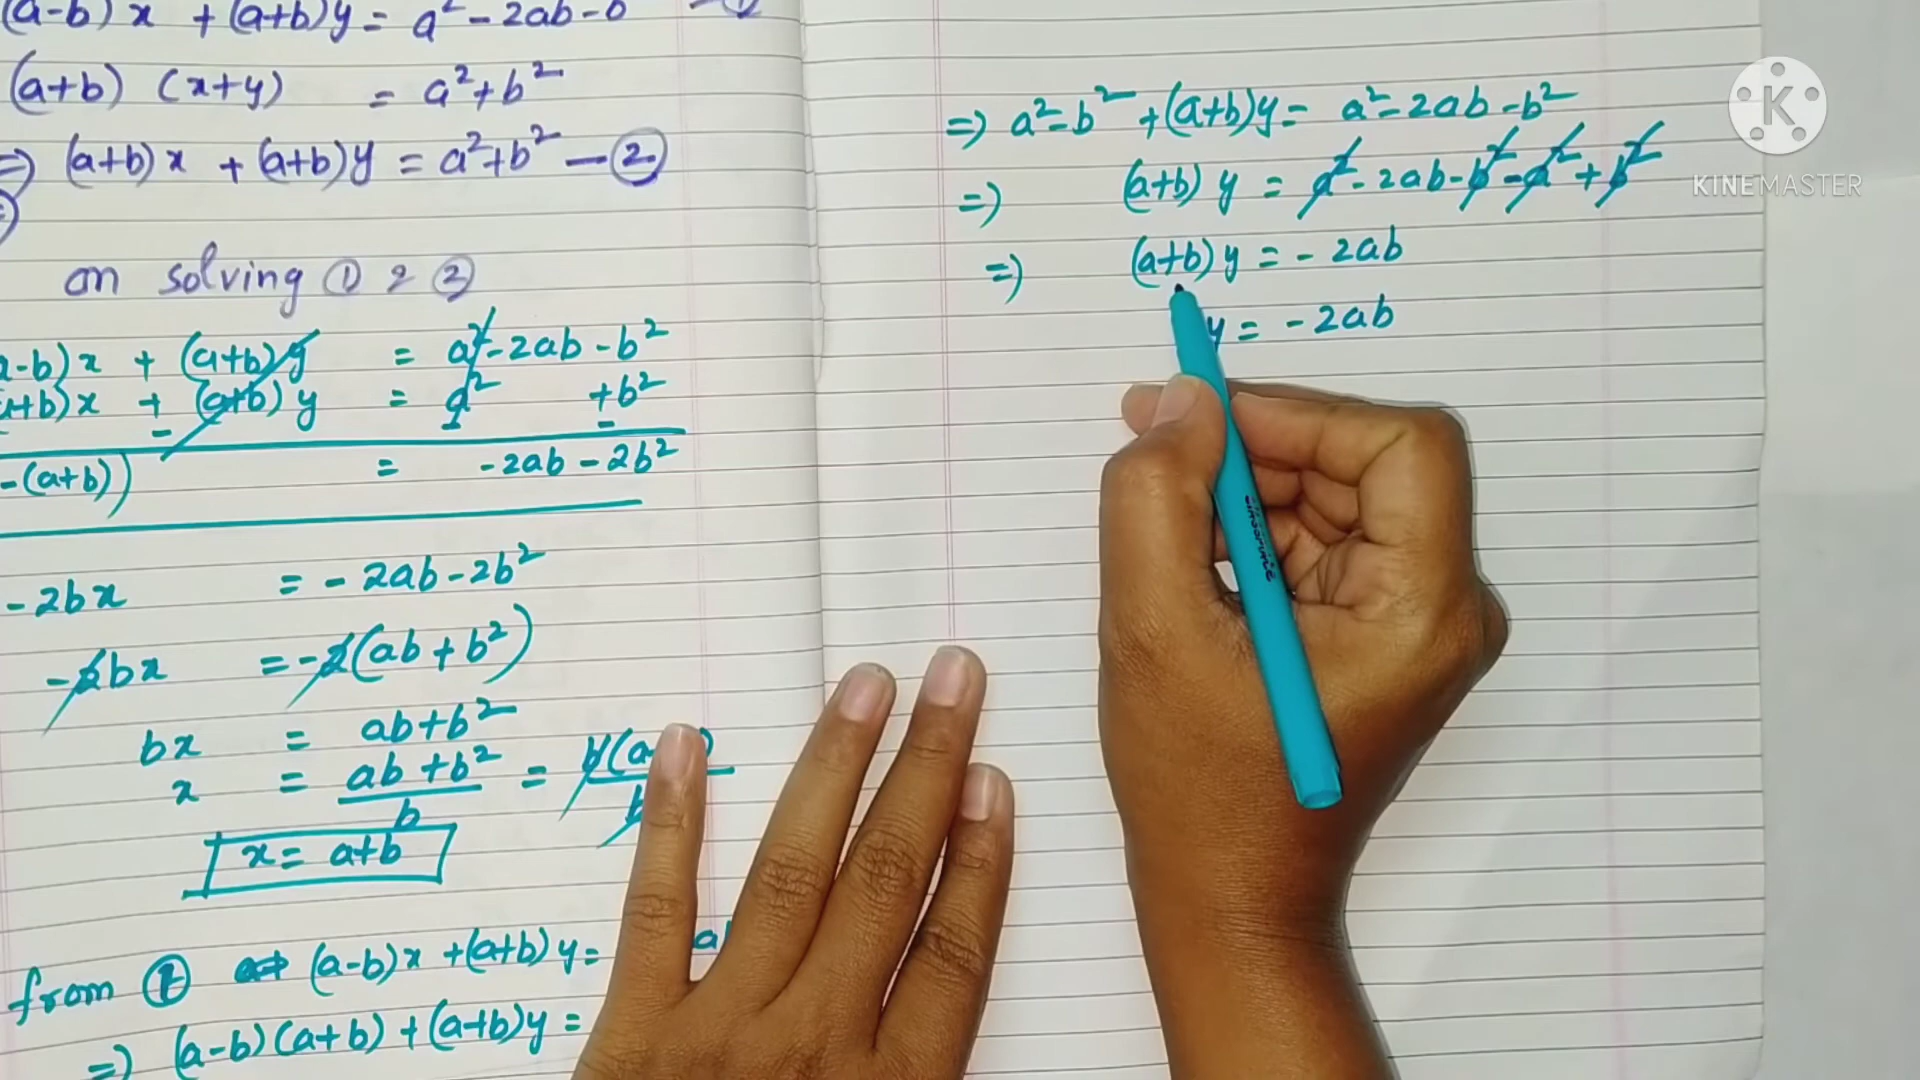 (a-b) x + (a+b)y = a² - 2ab - b
(a+b) (x+y) = a²+b²
=) (a+b)x + (a+b)y = a²+b² - ②
on solving ① & ②
a-b)x + (a+b)y = a²-2ab-b²
a+b)x + (a+b)y = a² +b²
- - -
-(a+b)) = -2ab-2b²
-2bx = -2ab-2b²
-2bx = -2(ab+b²)
bx = ab+b²
x = ab+b²/b = b(a
x = a+b
from ① (a-b)x +(a+b)y =
=) (a-b)(a+b) + (a+b)y =
=) a²-b² +(a+b)y = a²-2ab-b²
=) (a+b) y = a²-2ab-b²-a²+b²
=) (a+b) y = -2ab
y = -2ab
KINEMASTER